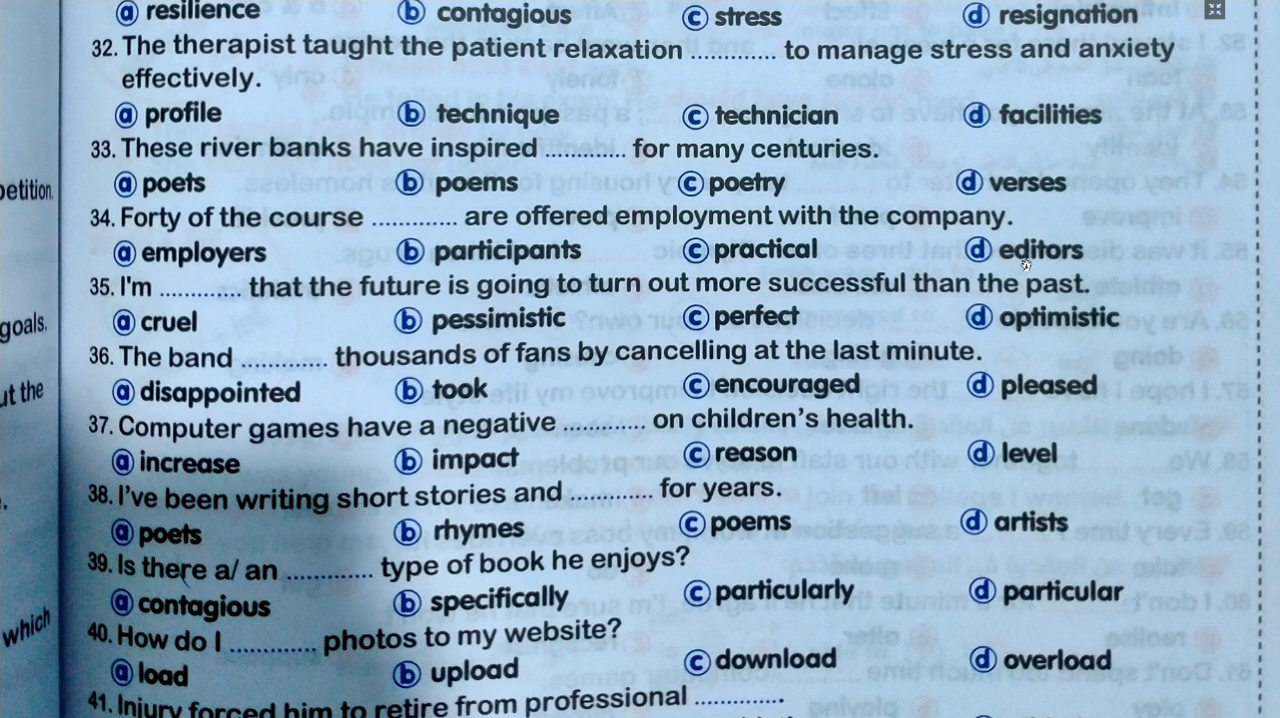 ⓐ resilience ⓑ contagious ⓒ stress ⓓ resignation
32. The therapist taught the patient relaxation ............ to manage stress and anxiety
effectively.
ⓐ profile ⓑ technique ⓒ technician ⓓ facilities
33. These river banks have inspired ............ for many centuries.
ⓐ poets ⓑ poems ⓒ poetry ⓓ verses
34. Forty of the course ............ are offered employment with the company.
ⓐ employers ⓑ participants ⓒ practical ⓓ editors
35. I'm ............ that the future is going to turn out more successful than the past.
ⓐ cruel ⓑ pessimistic ⓒ perfect ⓓ optimistic
36. The band ............ thousands of fans by cancelling at the last minute.
ⓐ disappointed ⓑ took ⓒ encouraged ⓓ pleased
37. Computer games have a negative ............ on children's health.
ⓐ increase ⓑ impact ⓒ reason ⓓ level
38. I've been writing short stories and ............ for years.
ⓐ poets ⓑ rhymes ⓒ poems ⓓ artists
39. Is there a/ an ............ type of book he enjoys?
ⓐ contagious ⓑ specifically ⓒ particularly ⓓ particular
40. How do I ............ photos to my website?
ⓐ load ⓑ upload ⓒ download ⓓ overload
41. Injury forced him to retire from professional ............
petition.
goals.
ut the
which